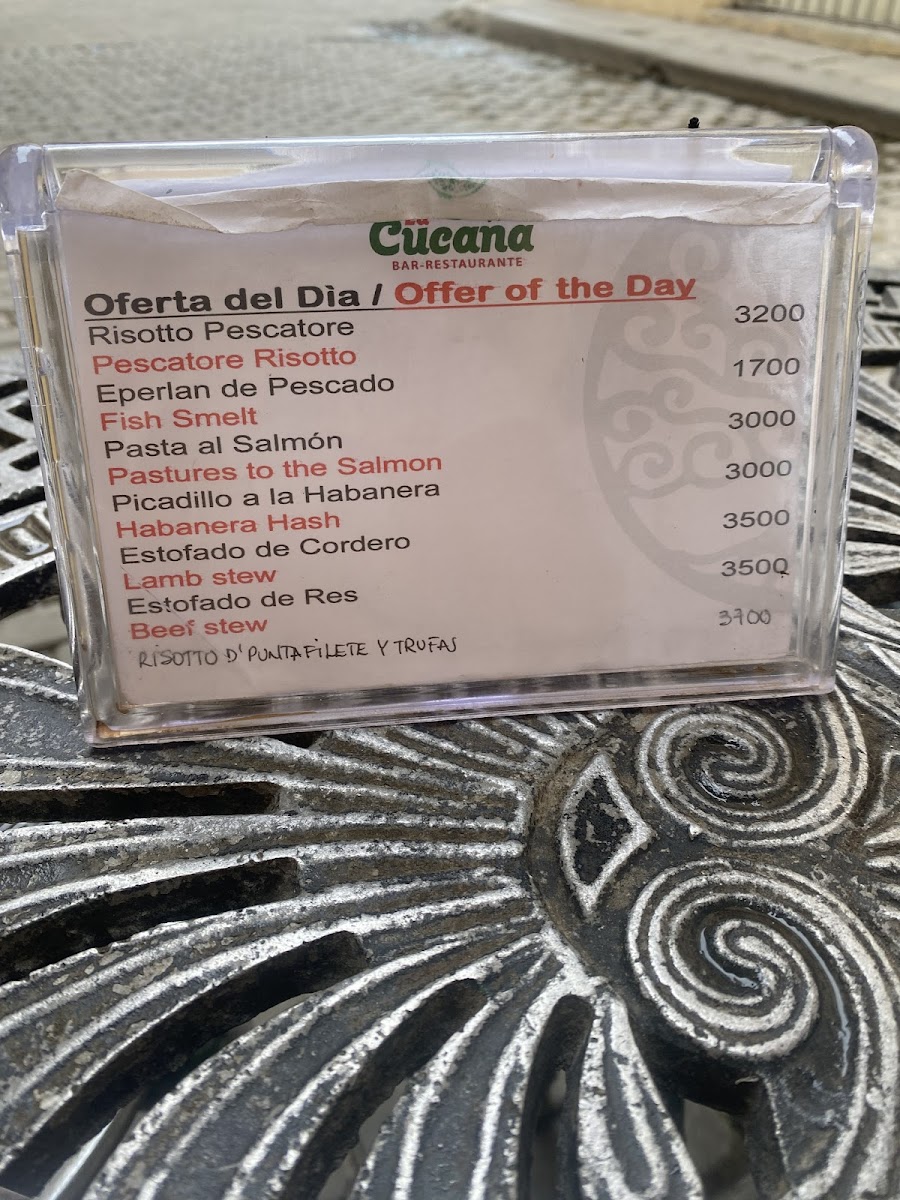 La
Cucana
BAR-RESTAURANTE
Oferta del Dìa / Offer of the Day
Risotto Pescatore 3200
Pescatore Risotto
Eperlan de Pescado 1700
Fish Smelt
Pasta al Salmón 3000
Pastures to the Salmon
Picadillo a la Habanera 3000
Habanera Hash
Estofado de Cordero 3500
Lamb stew
Estofado de Res 3500
Beef stew
RISOTTO D' PUNTAFILETE Y TRUFAS 3700